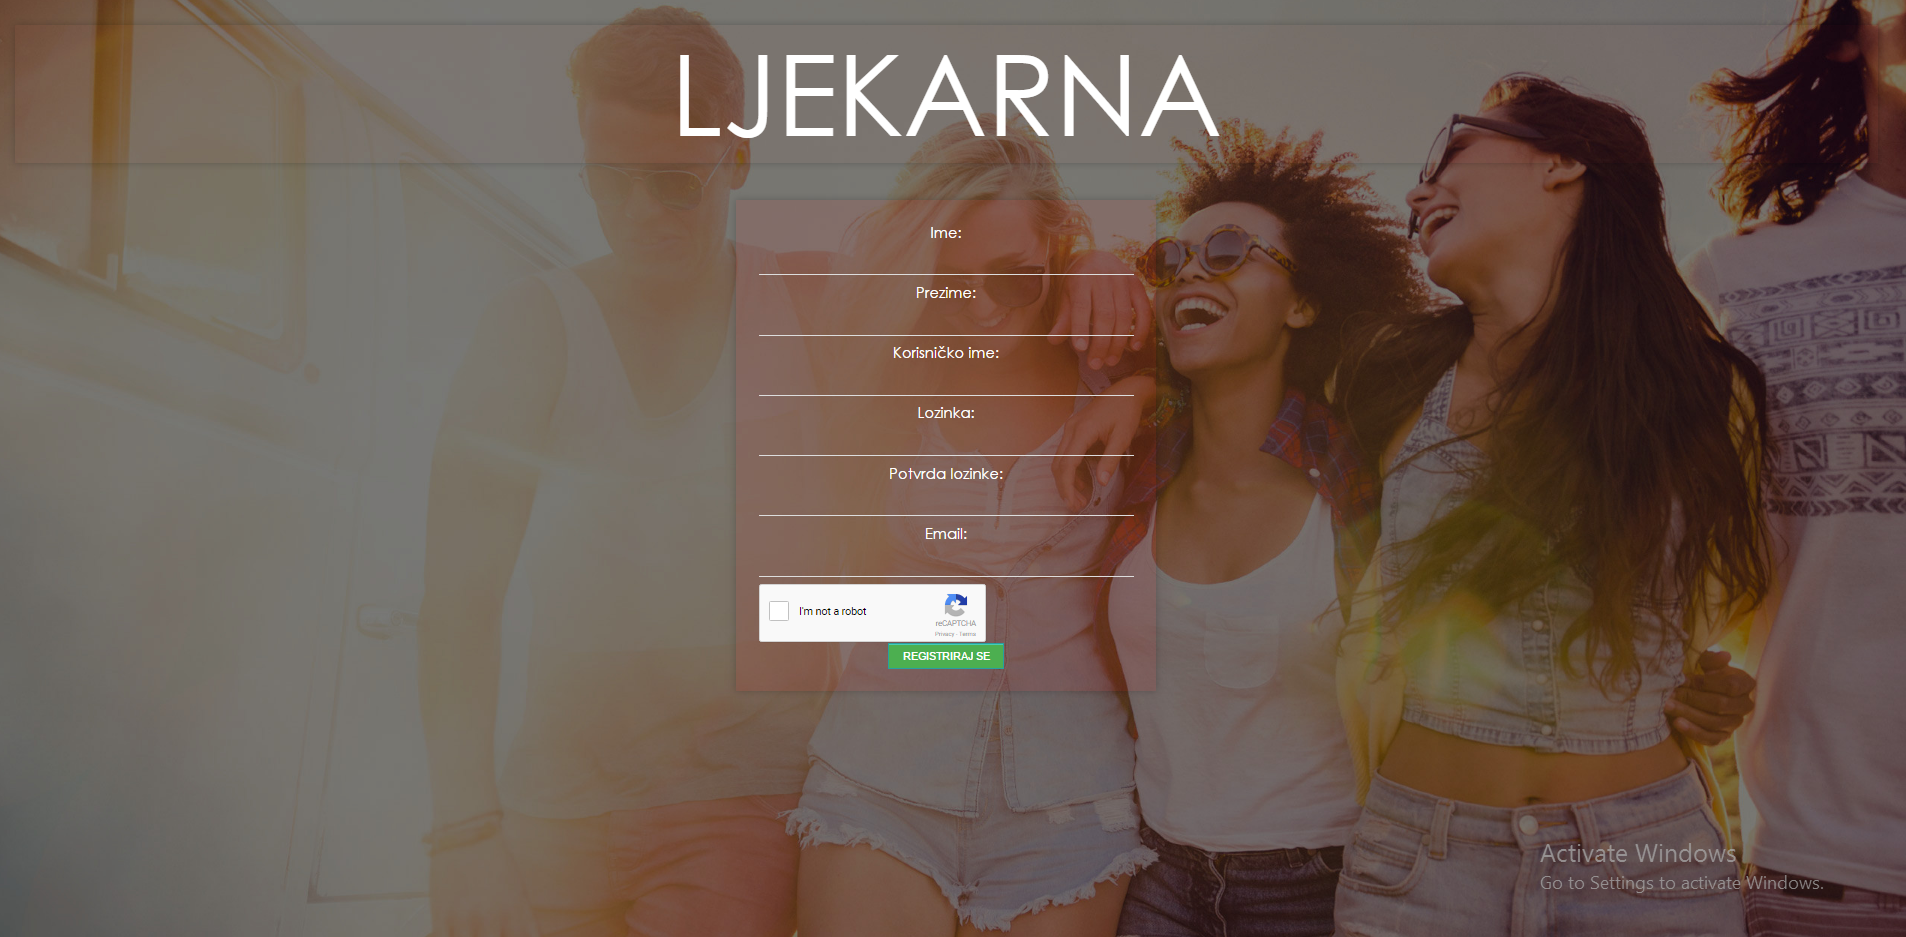 LJEKARNA
Ime:
Prezime:
Korisničko ime:
Lozinka:
Potvrda lozinke:
Email:
I'm not a robot
reCAPTCHA
Privacy - Terms
REGISTRIRAJ SE
Activate Windows
Go to Settings to activate Windows.